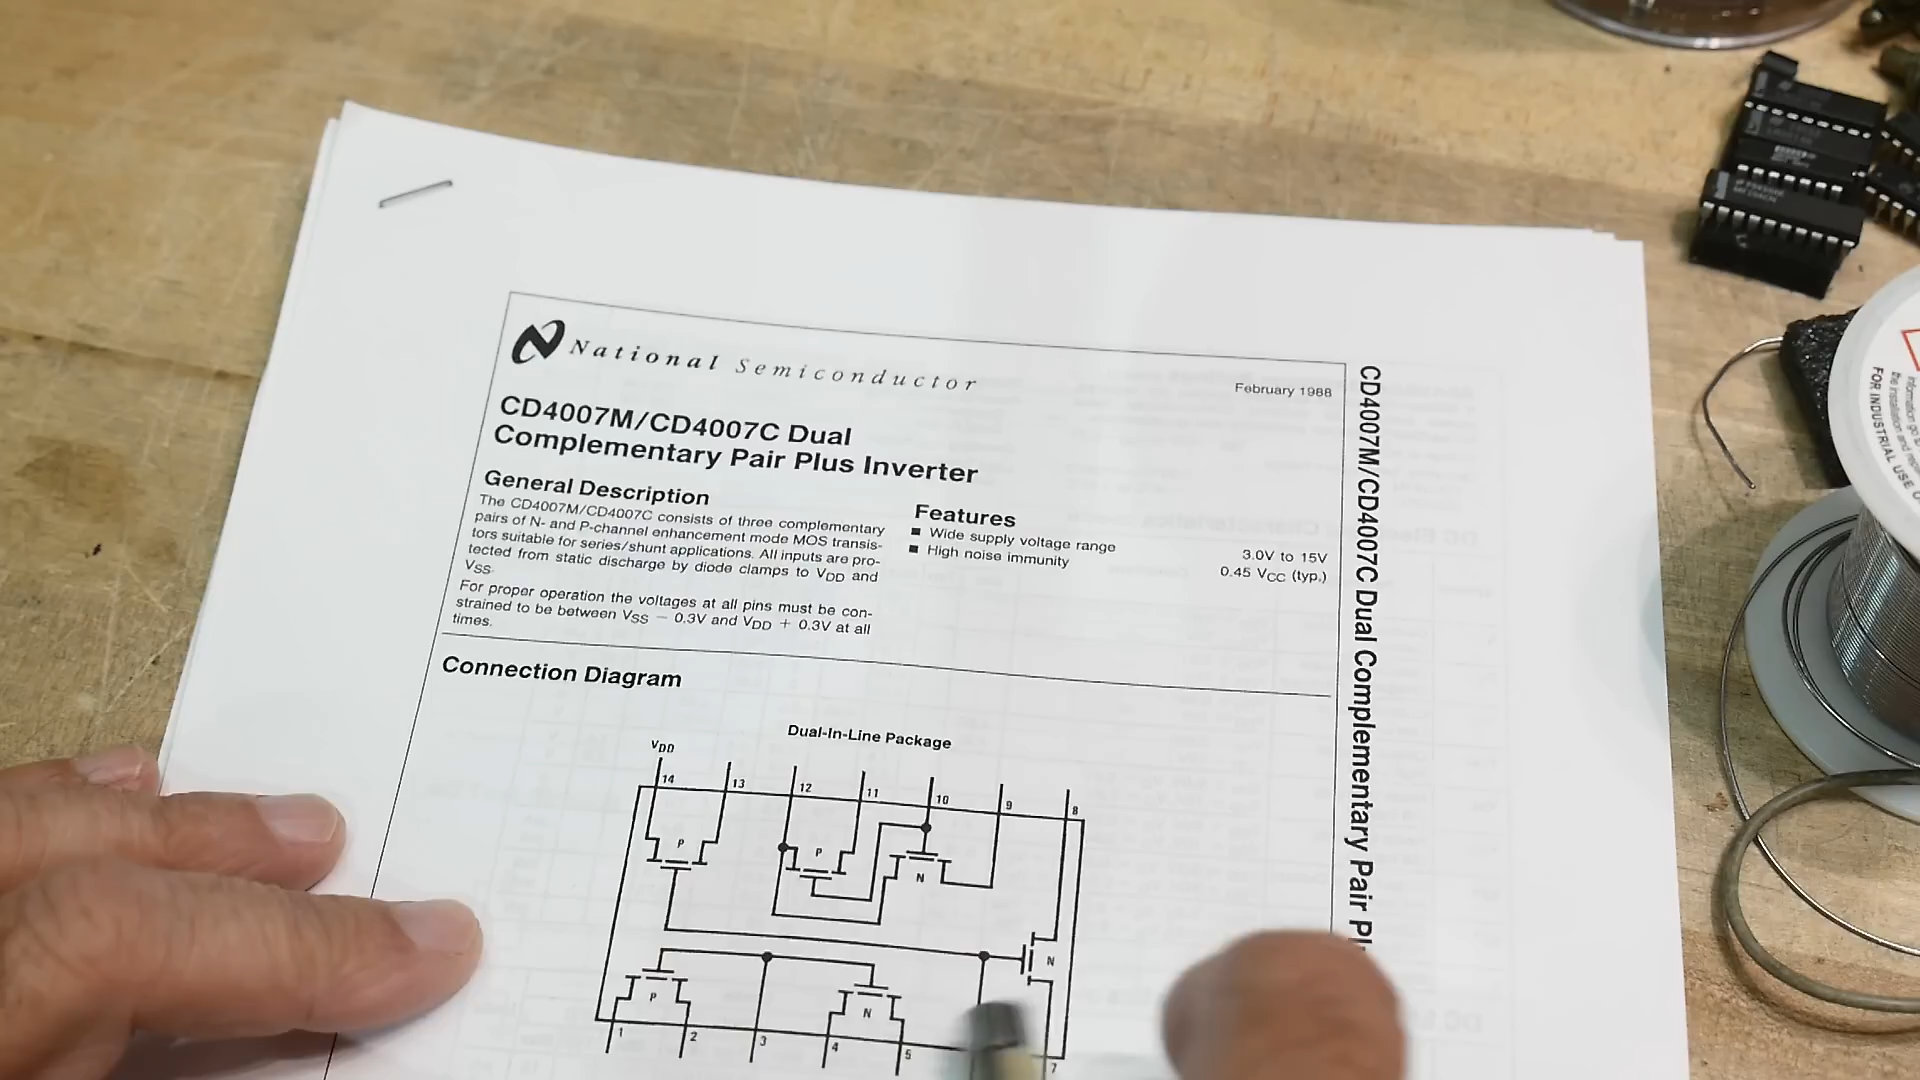 National Semiconductor
February 1988
CD4007M/CD4007C Dual
Complementary Pair Plus Inverter
General Description
The CD4007M/CD4007C consists of three complementary
pairs of N- and P-channel enhancement mode MOS transis-
tors suitable for series/shunt applications. All inputs are pro-
tected from static discharge by diode clamps to VDD and
VSS.
For proper operation the voltages at all pins must be con-
strained to be between VSS − 0.3V and VDD + 0.3V at all
times.
Features
■ Wide supply voltage range 3.0V to 15V
■ High noise immunity 0.45 VCC (typ.)
Connection Diagram
Dual-In-Line Package
VDD
14 13 12 11 10 9 8
P P N
N
P N
1 2 3 4 5 7
CD4007M/CD4007C Dual Complementary Pair
FOR INDUSTRIAL USE